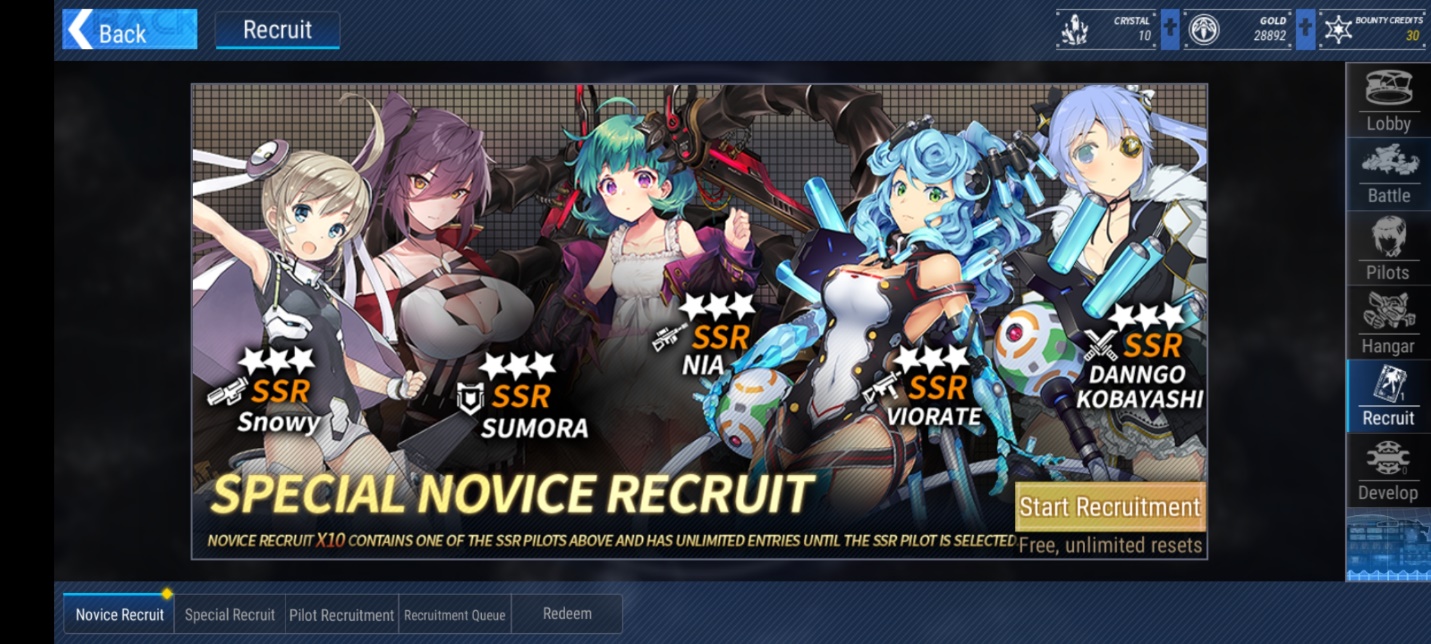 Back
Recruit
CRYSTAL
10
GOLD
28892
BOUNTY CREDITS
30
Lobby
Battle
Pilots
Hangar
Recruit
Develop
SSR
Snowy
SSR
SUMORA
SSR
NIA
SSR
VIORATE
SSR
DANNGO
KOBAYASHI
SPECIAL NOVICE RECRUIT
NOVICE RECRUIT X10 CONTAINS ONE OF THE SSR PILOTS ABOVE AND HAS UNLIMITED ENTRIES UNTIL THE SSR PILOT IS SELECTED
Start Recruitment
Free, unlimited resets
Novice Recruit
Special Recruit
Pilot Recruitment
Recruitment Queue
Redeem